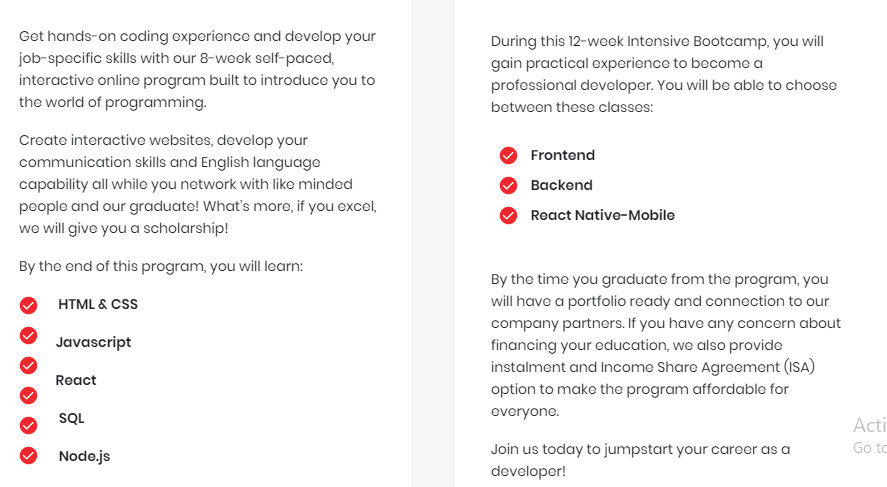 Get hands-on coding experience and develop your
job-specific skills with our 8-week self-paced,
interactive online program built to introduce you to
the world of programming.
Create interactive websites, develop your
communication skills and English language
capability all while you network with like minded
people and our graduate! What's more, if you excel,
we will give you a scholarship!
By the end of this program, you will learn:
HTML & CSS
Javascript
React
SQL
Node.js
During this 12-week Intensive Bootcamp, you will
gain practical experience to become a
professional developer. You will be able to choose
between these classes:
Frontend
Backend
React Native-Mobile
By the time you graduate from the program, you
will have a portfolio ready and connection to our
company partners. If you have any concern about
financing your education, we also provide
instalment and Income Share Agreement (ISA)
option to make the program affordable for
everyone.
Join us today to jumpstart your career as a
developer!
Acti
Go to